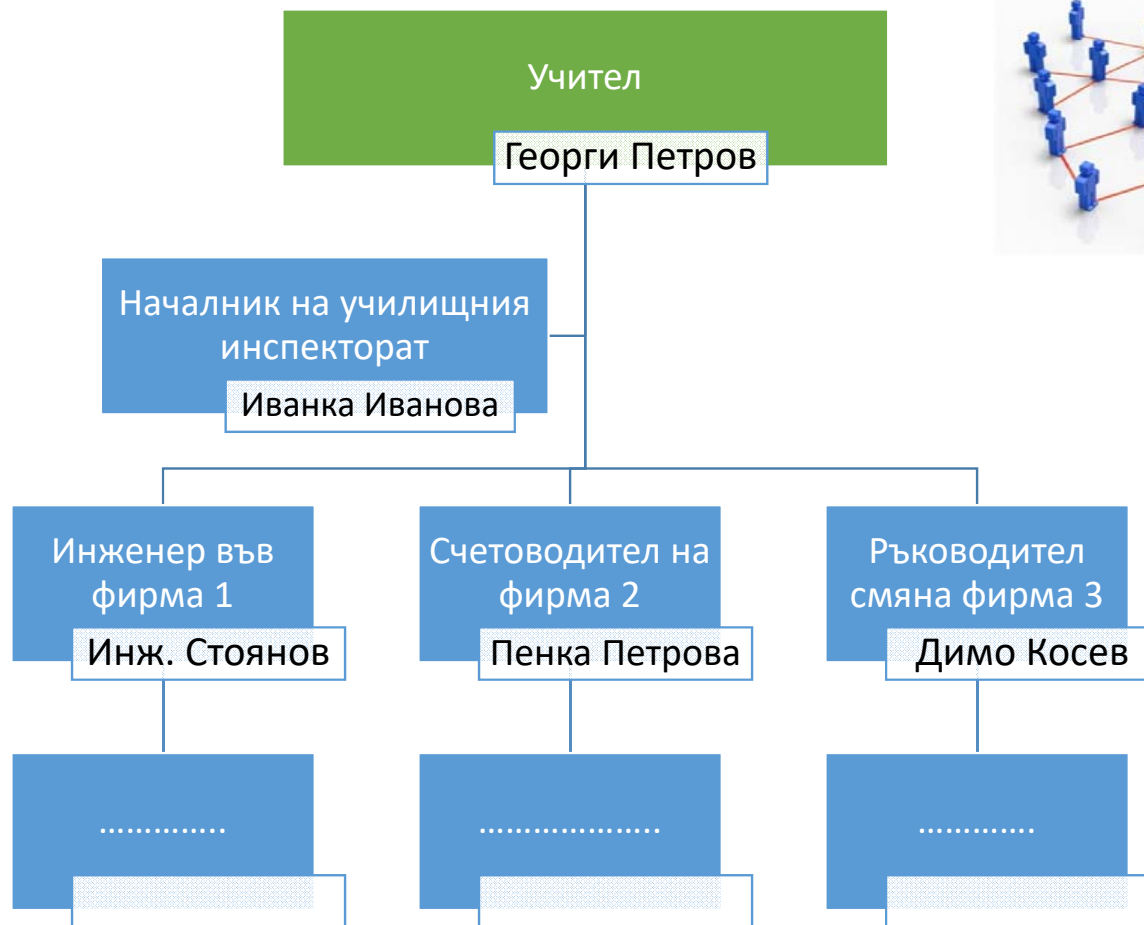 Учител
Георги Петров
Началник на училищния
инспекторат
Иванка Иванова
Инженер във
фирма 1
Инж. Стоянов
Счетоводител на
фирма 2
Пенка Петрова
Ръководител
смяна фирма 3
Димо Косев
…………..
………………..
………….